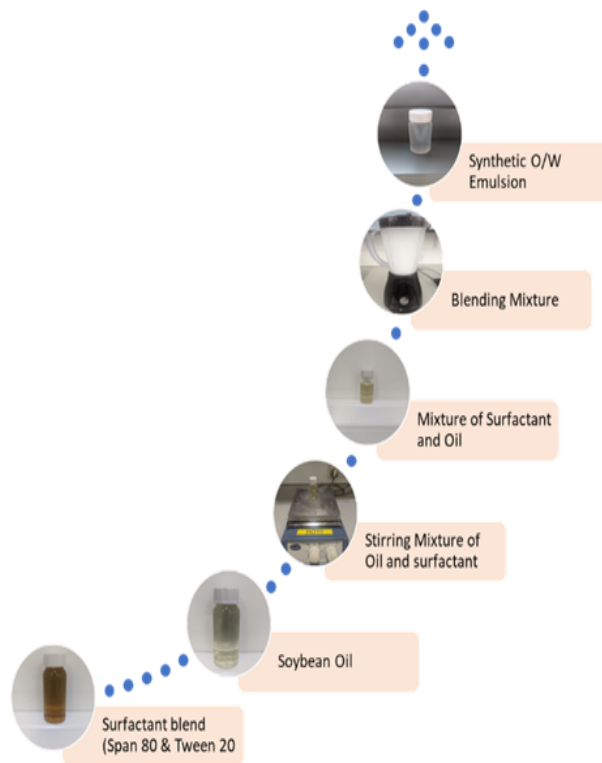 Synthetic O/W
Emulsion
Blending Mixture
Mixture of Surfactant
and Oil
Stirring Mixture of
Oil and surfactant
Soybean Oil
Surfactant blend
(Span 80 & Tween 20